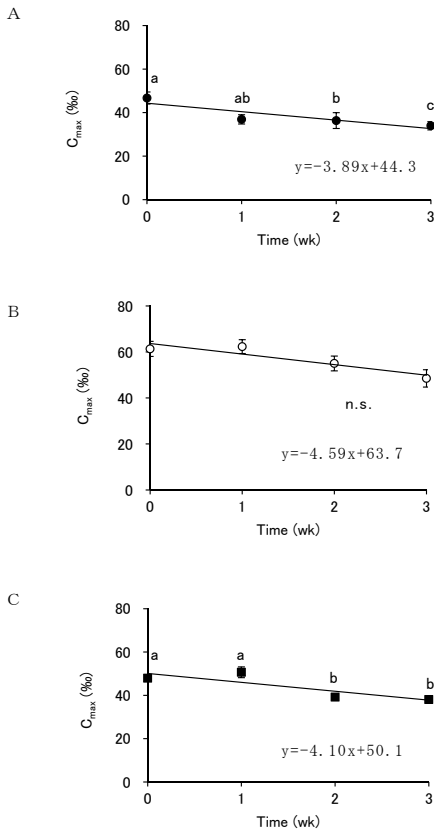 A
80
60
40
20
0
Cmax (‰)
a
ab
b
c
y=−3.89x+44.3
0 1 2 3
Time (wk)
B
80
60
40
20
0
Cmax (‰)
n.s.
y=−4.59x+63.7
0 1 2 3
Time (wk)
C
80
60
40
20
0
Cmax (‰)
a
a
b
b
y=−4.10x+50.1
0 1 2 3
Time (wk)